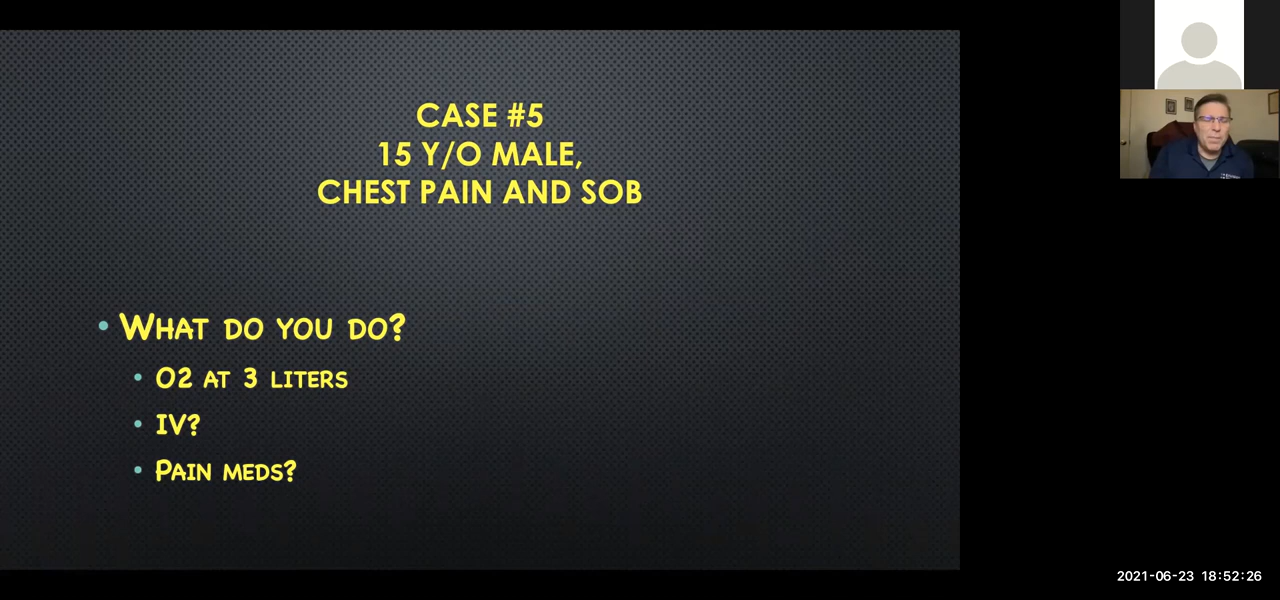 CASE #5
15 Y/O MALE,
CHEST PAIN AND SOB
What do you do?
O2 at 3 liters
IV?
Pain meds?
2021-06-23 18:52:26